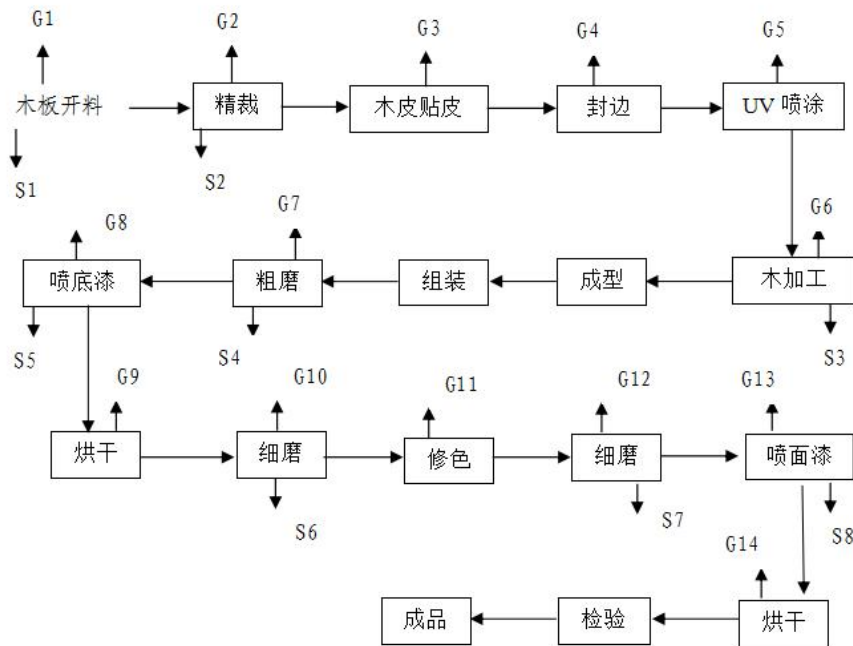 G1 G2 G3 G4 G5
木板开料 精裁 木皮贴皮 封边 UV 喷涂
S1 S2
G8 G7 G6
喷底漆 粗磨 组装 成型 木加工
S5 S4 S3
G9 G10 G11 G12 G13
烘干 细磨 修色 细磨 喷面漆
S6 S7 S8
G14
成品 检验 烘干